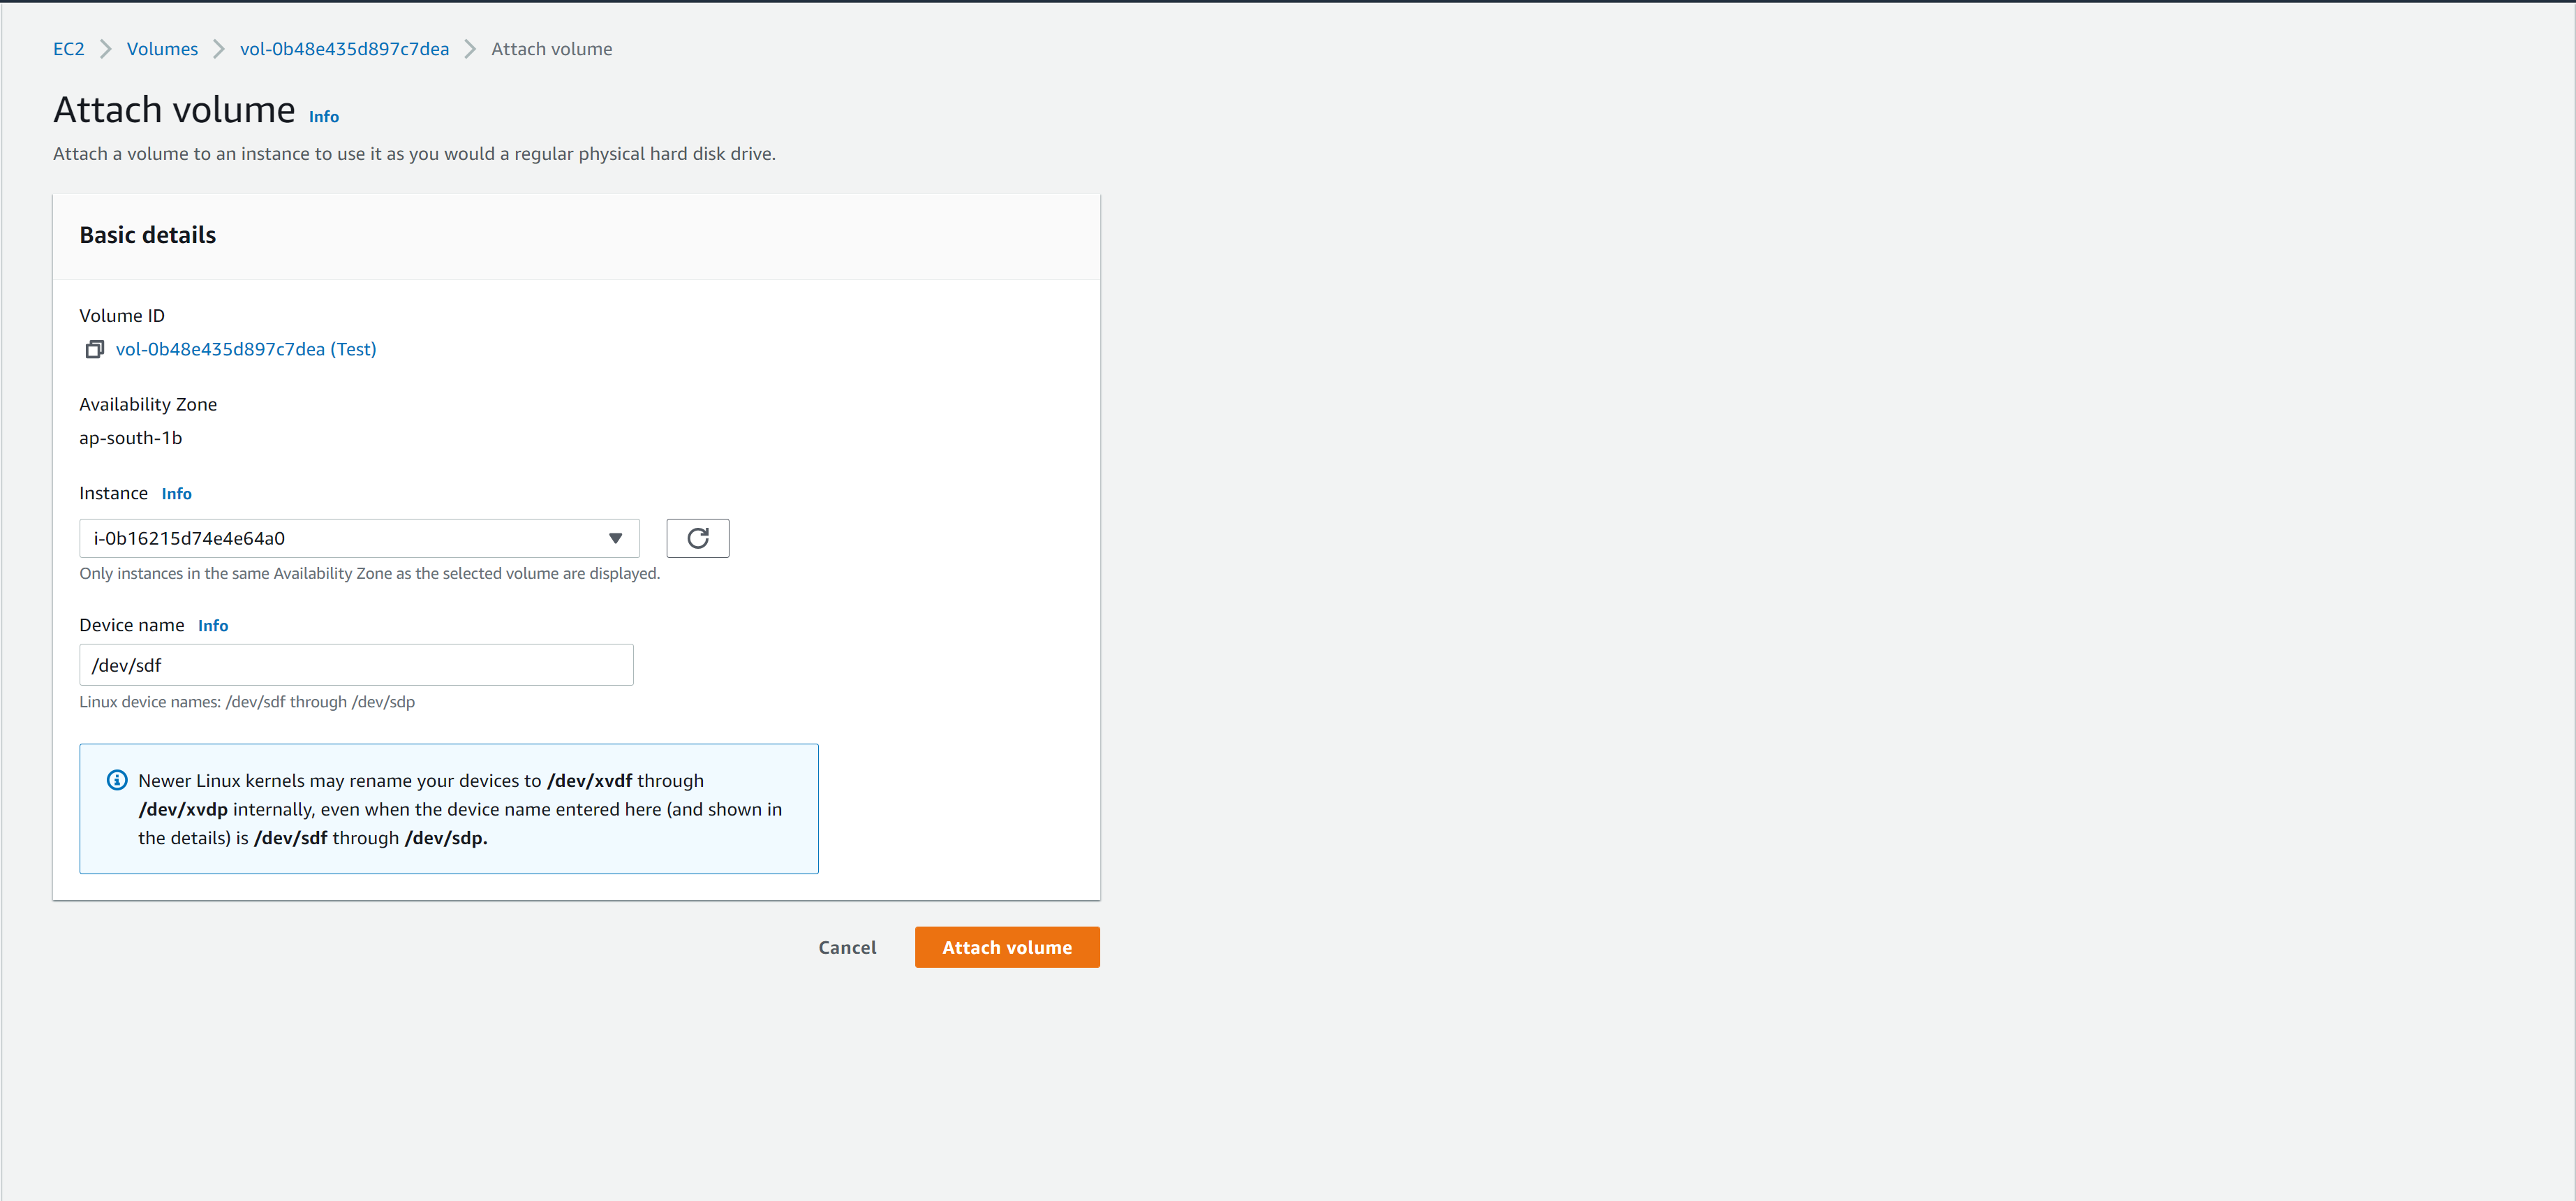 EC2 Volumes vol-0b48e435d897c7dea Attach volume
Attach volume Info
Attach a volume to an instance to use it as you would a regular physical hard disk drive.
Basic details
Volume ID
vol-0b48e435d897c7dea (Test)
Availability Zone
ap-south-1b
Instance Info
i-0b16215d74e4e64a0
Only instances in the same Availability Zone as the selected volume are displayed.
Device name Info
/dev/sdf
Linux device names: /dev/sdf through /dev/sdp
Newer Linux kernels may rename your devices to /dev/xvdf through
/dev/xvdp internally, even when the device name entered here (and shown in
the details) is /dev/sdf through /dev/sdp.
Cancel Attach volume